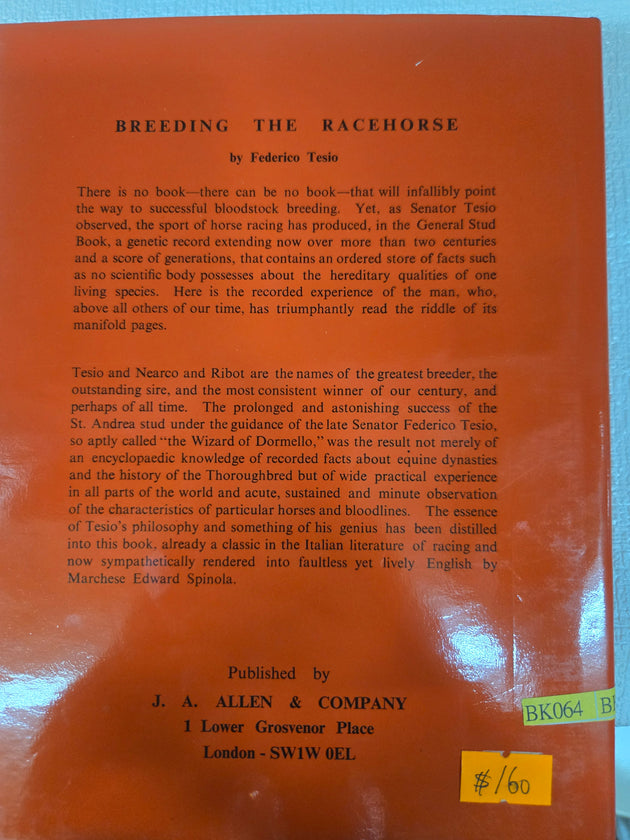 BREEDING THE RACEHORSE
by Federico Tesio
There is no book—there can be no book—that will infallibly point
the way to successful bloodstock breeding. Yet, as Senator Tesio
observed, the sport of horse racing has produced, in the General Stud
Book, a genetic record extending now over more than two centuries
and a score of generations, that contains an ordered store of facts such
as no scientific body possesses about the hereditary qualities of one
living species. Here is the recorded experience of the man, who,
above all others of our time, has triumphantly read the riddle of its
manifold pages.
Tesio and Nearco and Ribot are the names of the greatest breeder, the
outstanding sire, and the most consistent winner of our century, and
perhaps of all time. The prolonged and astonishing success of the
St. Andrea stud under the guidance of the late Senator Federico Tesio,
so aptly called “the Wizard of Dormello,” was the result not merely of
an encyclopaedic knowledge of recorded facts about equine dynasties
and the history of the Thoroughbred but of wide practical experience
in all parts of the world and acute, sustained and minute observation
of the characteristics of particular horses and bloodlines. The essence
of Tesio's philosophy and something of his genius has been distilled
into this book, already a classic in the Italian literature of racing and
now sympathetically rendered into faultless yet lively English by
Marchese Edward Spinola.
Published by
J. A. ALLEN & COMPANY
1 Lower Grosvenor Place
London - SW1W 0EL
BK064
$160